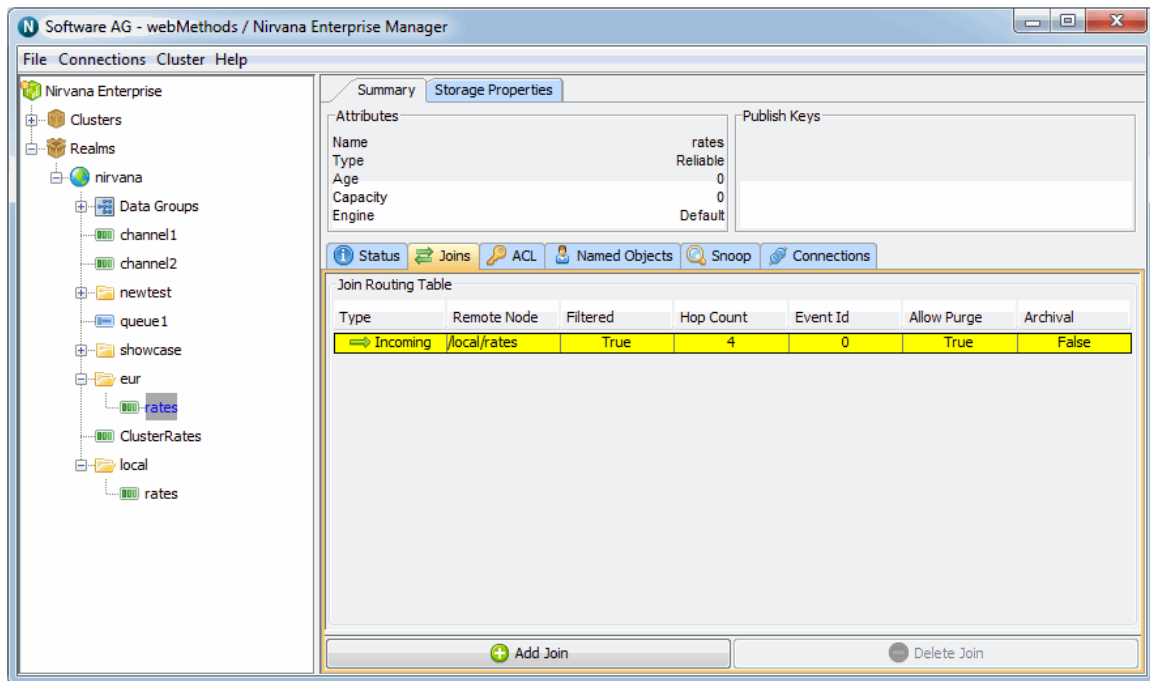 Software AG - webMethods / Nirvana Enterprise Manager
File Connections Cluster Help
Nirvana Enterprise
Clusters
Realms
nirvana
Data Groups
channel1
channel2
newtest
queue1
showcase
eur
rates
ClusterRates
local
rates
Summary Storage Properties
Attributes
Name rates
Type Reliable
Age 0
Capacity 0
Engine Default
Publish Keys
Status Joins ACL Named Objects Snoop Connections
Join Routing Table
Type Remote Node Filtered Hop Count Event Id Allow Purge Archival
Incoming /local/rates True 4 0 True False
Add Join Delete Join